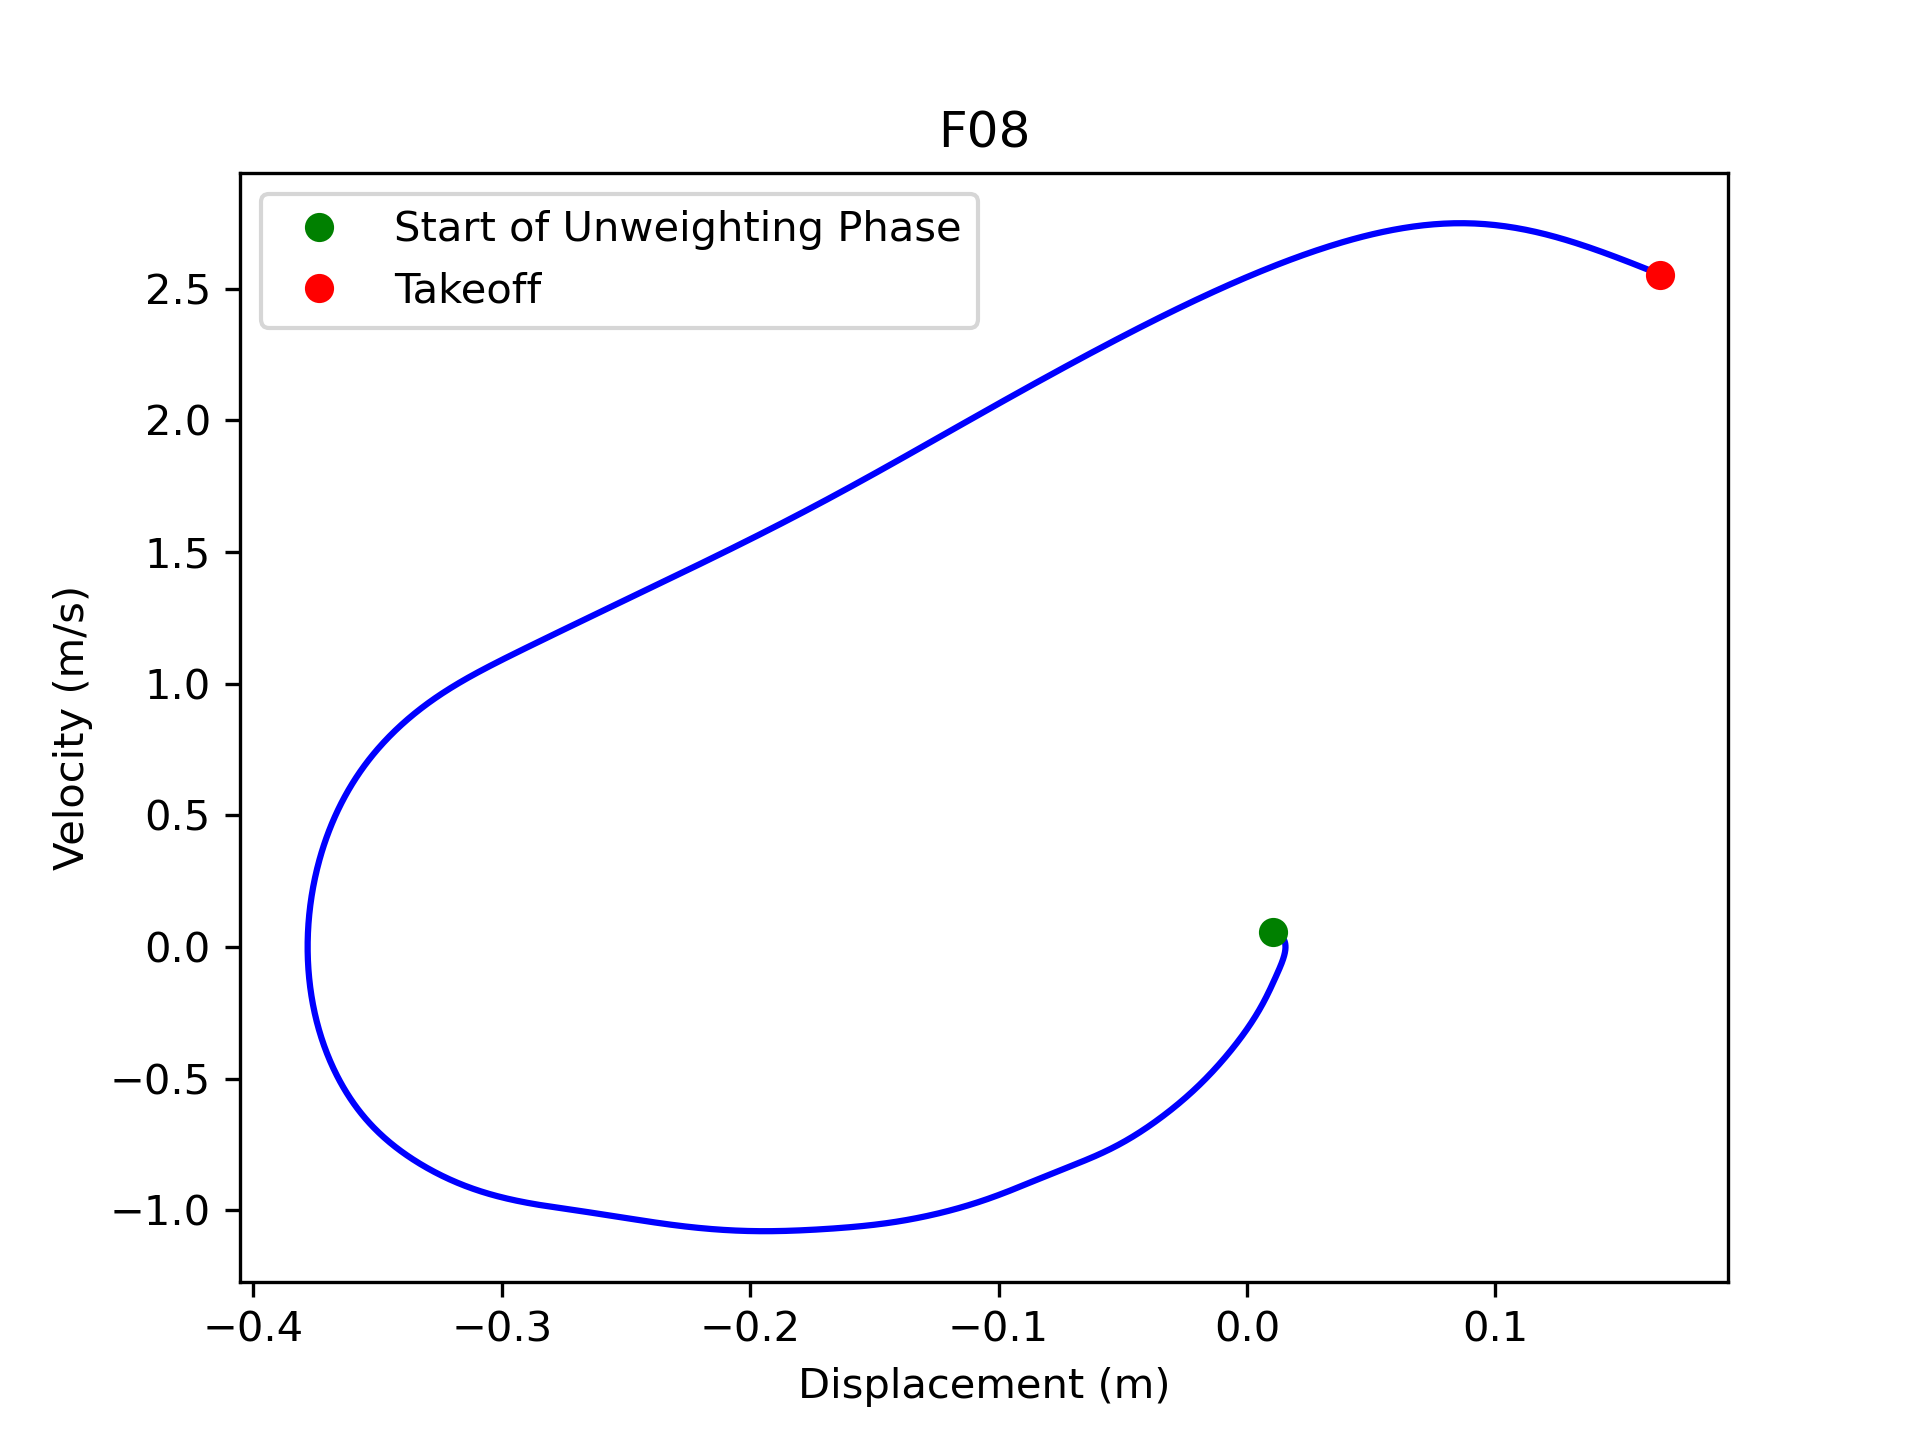 F08
Start of Unweighting Phase
Takeoff
Velocity (m/s)
2.5
2.0
1.5
1.0
0.5
0.0
−0.5
−1.0
−0.4 −0.3 −0.2 −0.1 0.0 0.1
Displacement (m)